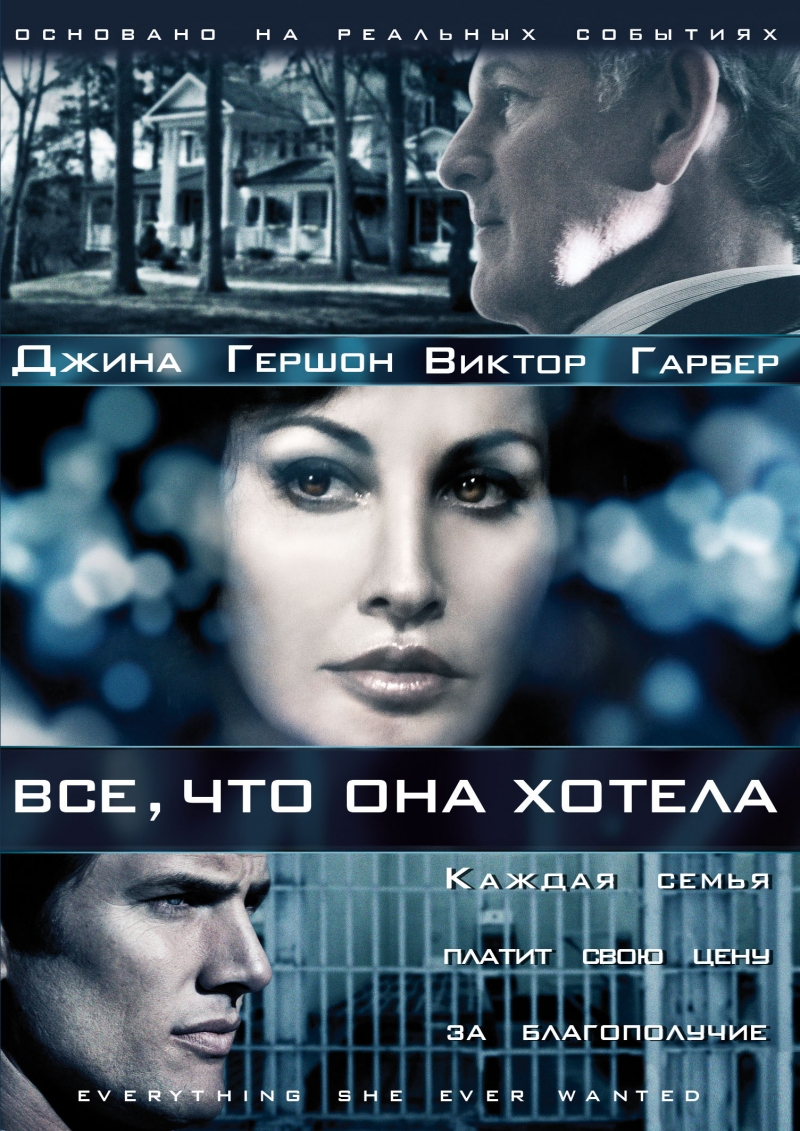 ОСНОВАНО НА РЕАЛЬНЫХ СОБЫТИЯХ
ДЖИНА ГЕРШОН ВИКТОР ГАРБЕР
ВСЕ, ЧТО ОНА ХОТЕЛА
КАЖДАЯ СЕМЬЯ
ПЛАТИТ СВОЮ ЦЕНУ
ЗА БЛАГОПОЛУЧИЕ
EVERYTHING SHE EVER WANTED